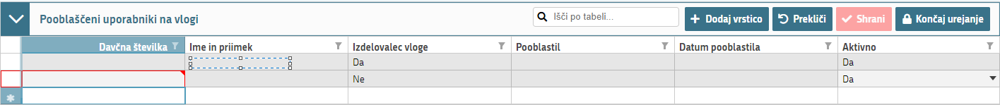 Pooblaščeni uporabniki na vlogi Išči po tabeli... Dodaj vrstico Prekliči Shrani Končaj urejanje
Davčna številka Ime in priimek Izdelovalec vloge Pooblastil Datum pooblastila Aktivno
Da Da
Ne Da